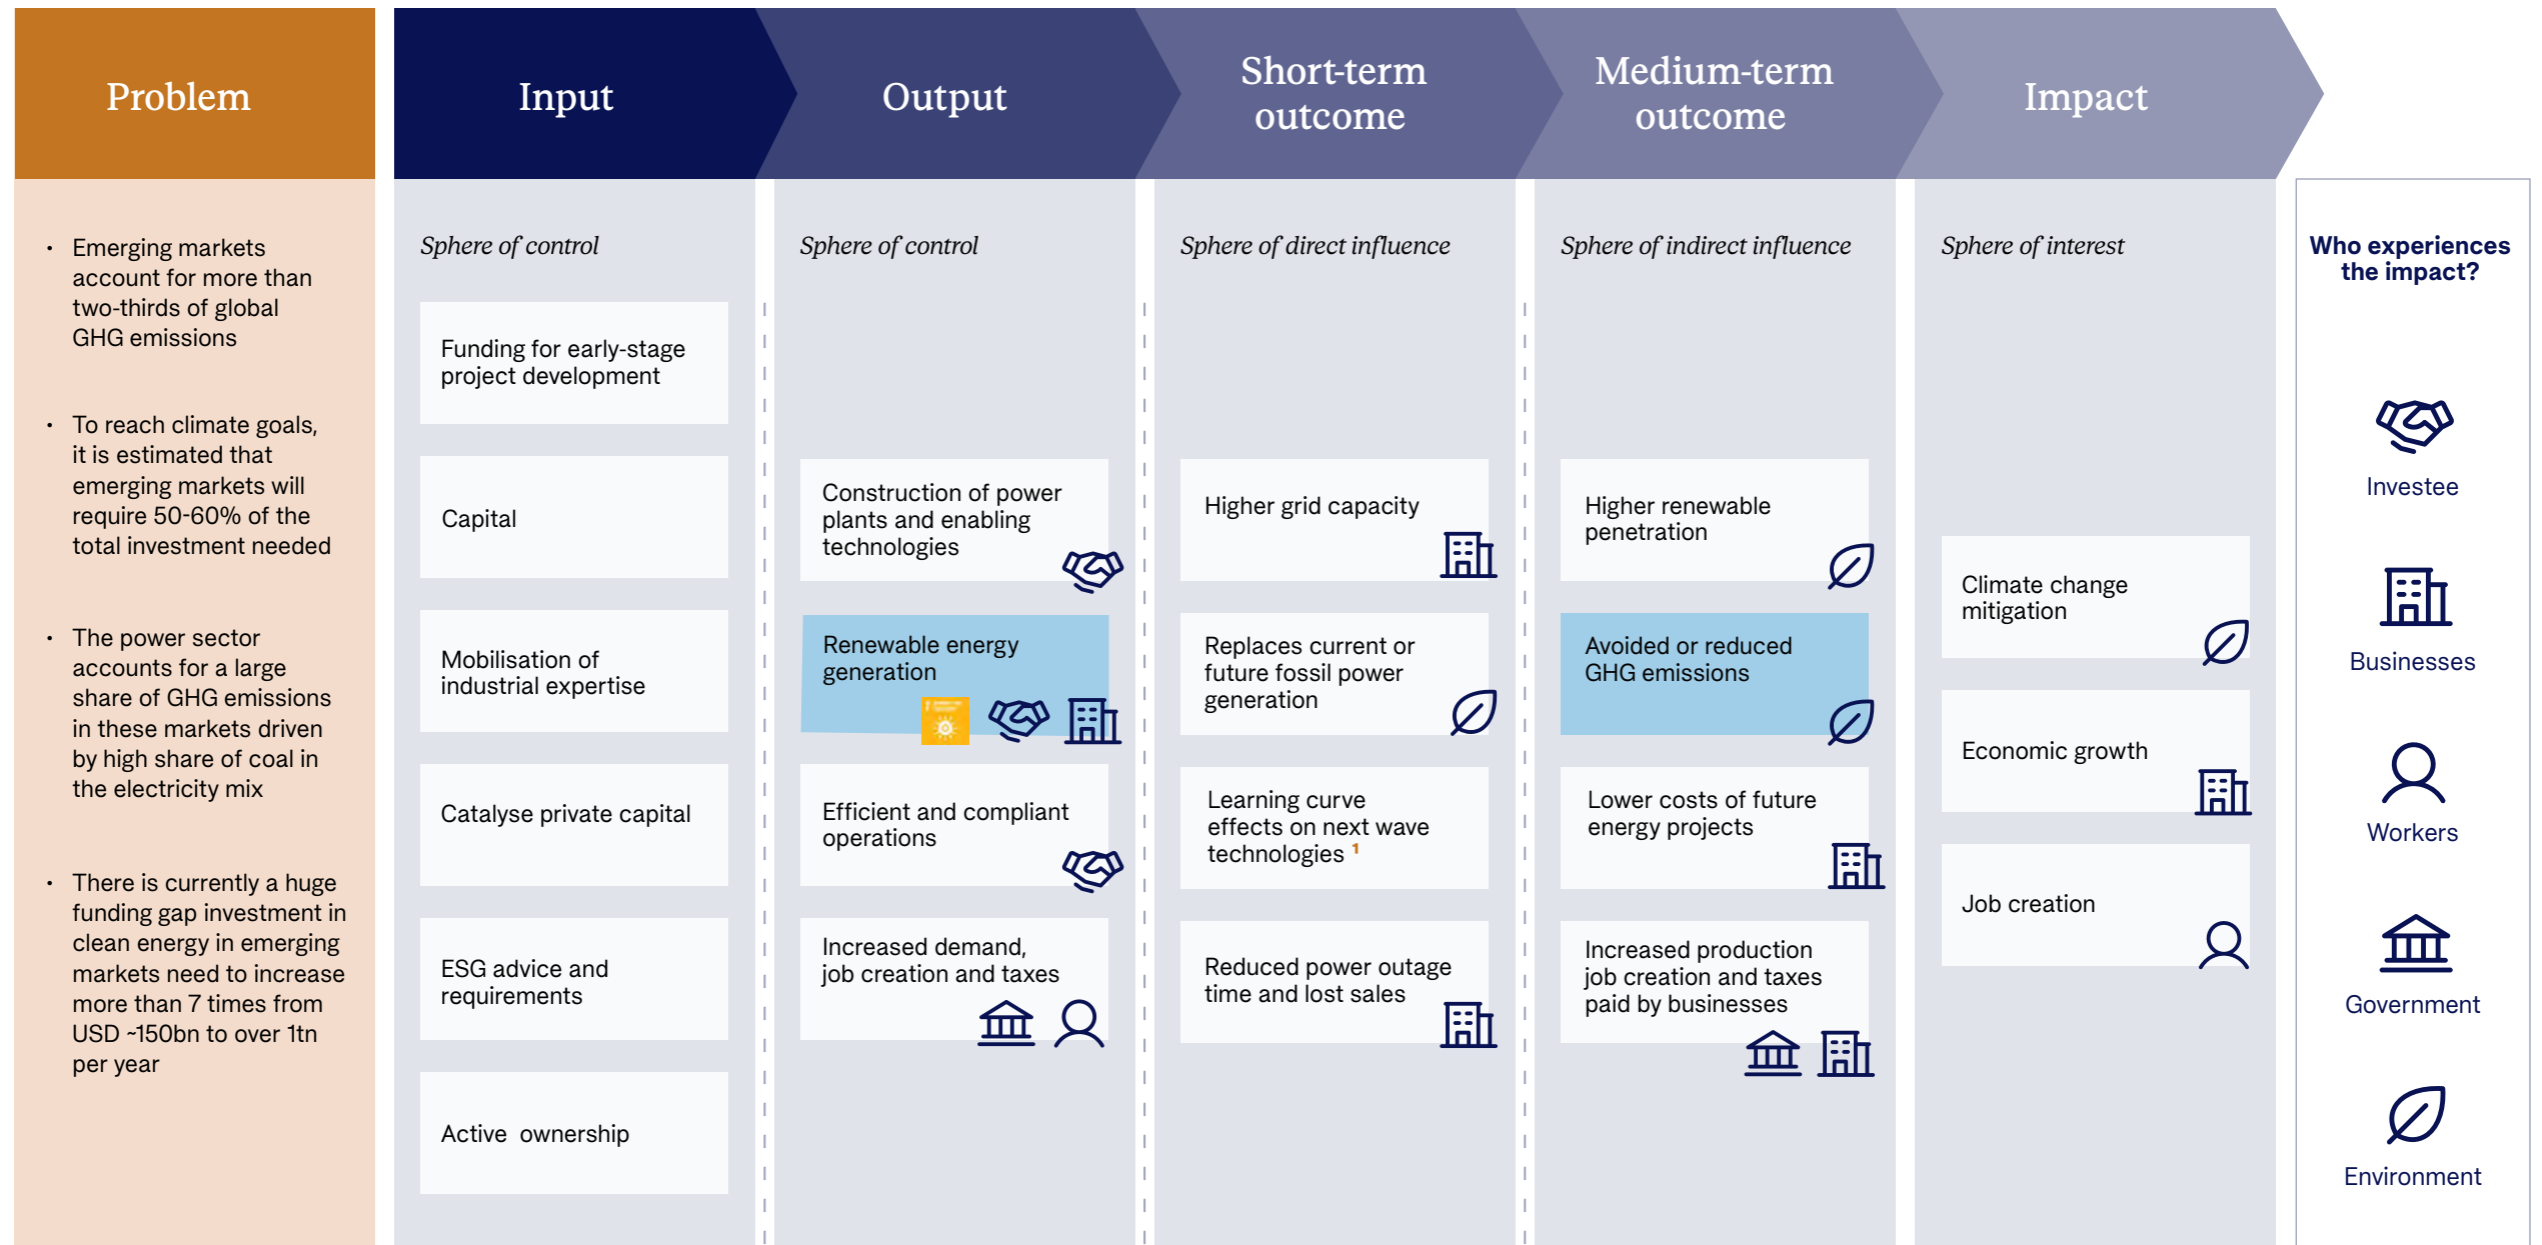 Problem
Input
Output
Short-term
outcome
Medium-term
outcome
Impact
• Emerging markets
account for more than
two-thirds of global
GHG emissions
• To reach climate goals,
it is estimated that
emerging markets will
require 50-60% of the
total investment needed
• The power sector
accounts for a large
share of GHG emissions
in these markets driven
by high share of coal in
the electricity mix
• There is currently a huge
funding gap investment in
clean energy in emerging
markets need to increase
more than 7 times from
USD ~150bn to over 1tn
per year
Sphere of control
Funding for early-stage
project development
Capital
Mobilisation of
industrial expertise
Catalyse private capital
ESG advice and
requirements
Active ownership
Sphere of control
Construction of power
plants and enabling
technologies
Renewable energy
generation
Efficient and compliant
operations
Increased demand,
job creation and taxes
Sphere of direct influence
Higher grid capacity
Replaces current or
future fossil power
generation
Learning curve
effects on next wave
technologies 1
Reduced power outage
time and lost sales
Sphere of indirect influence
Higher renewable
penetration
Avoided or reduced
GHG emissions
Lower costs of future
energy projects
Increased production
job creation and taxes
paid by businesses
Sphere of interest
Climate change
mitigation
Economic growth
Job creation
Who experiences
the impact?
Investee
Businesses
Workers
Government
Environment